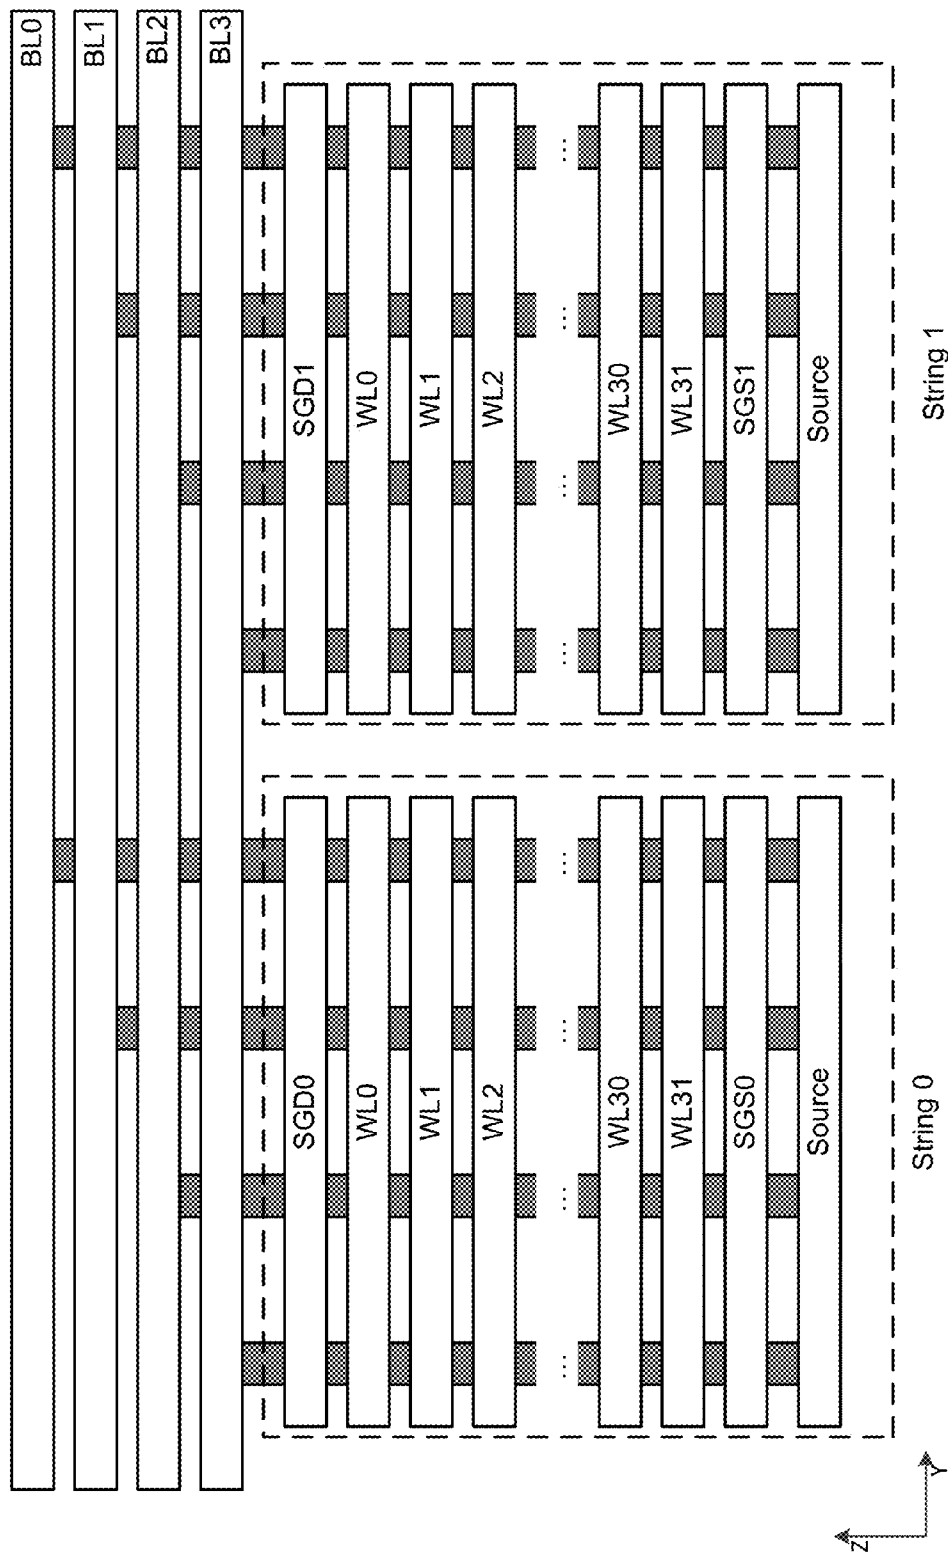 BL0
BL1
BL2
BL3
SGD0
WL0
WL1
WL2
...
...
...
...
WL30
WL31
SGS0
Source
String 0
SGD1
WL0
WL1
WL2
...
...
...
...
WL30
WL31
SGS1
Source
String 1
Z
Y